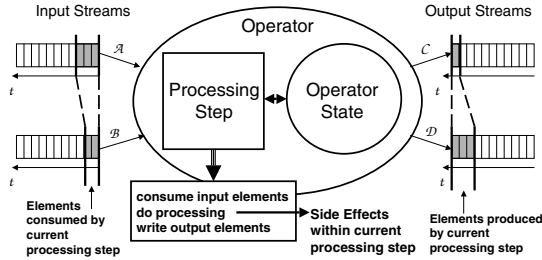 Input Streams
Operator
Output Streams
A
C
t
Processing
Step
Operator
State
t
B
D
t
t
consume input elements
do processing
write output elements
Side Effects
within current
processing step
Elements
consumed by
current
processing step
Elements produced
by current
processing step